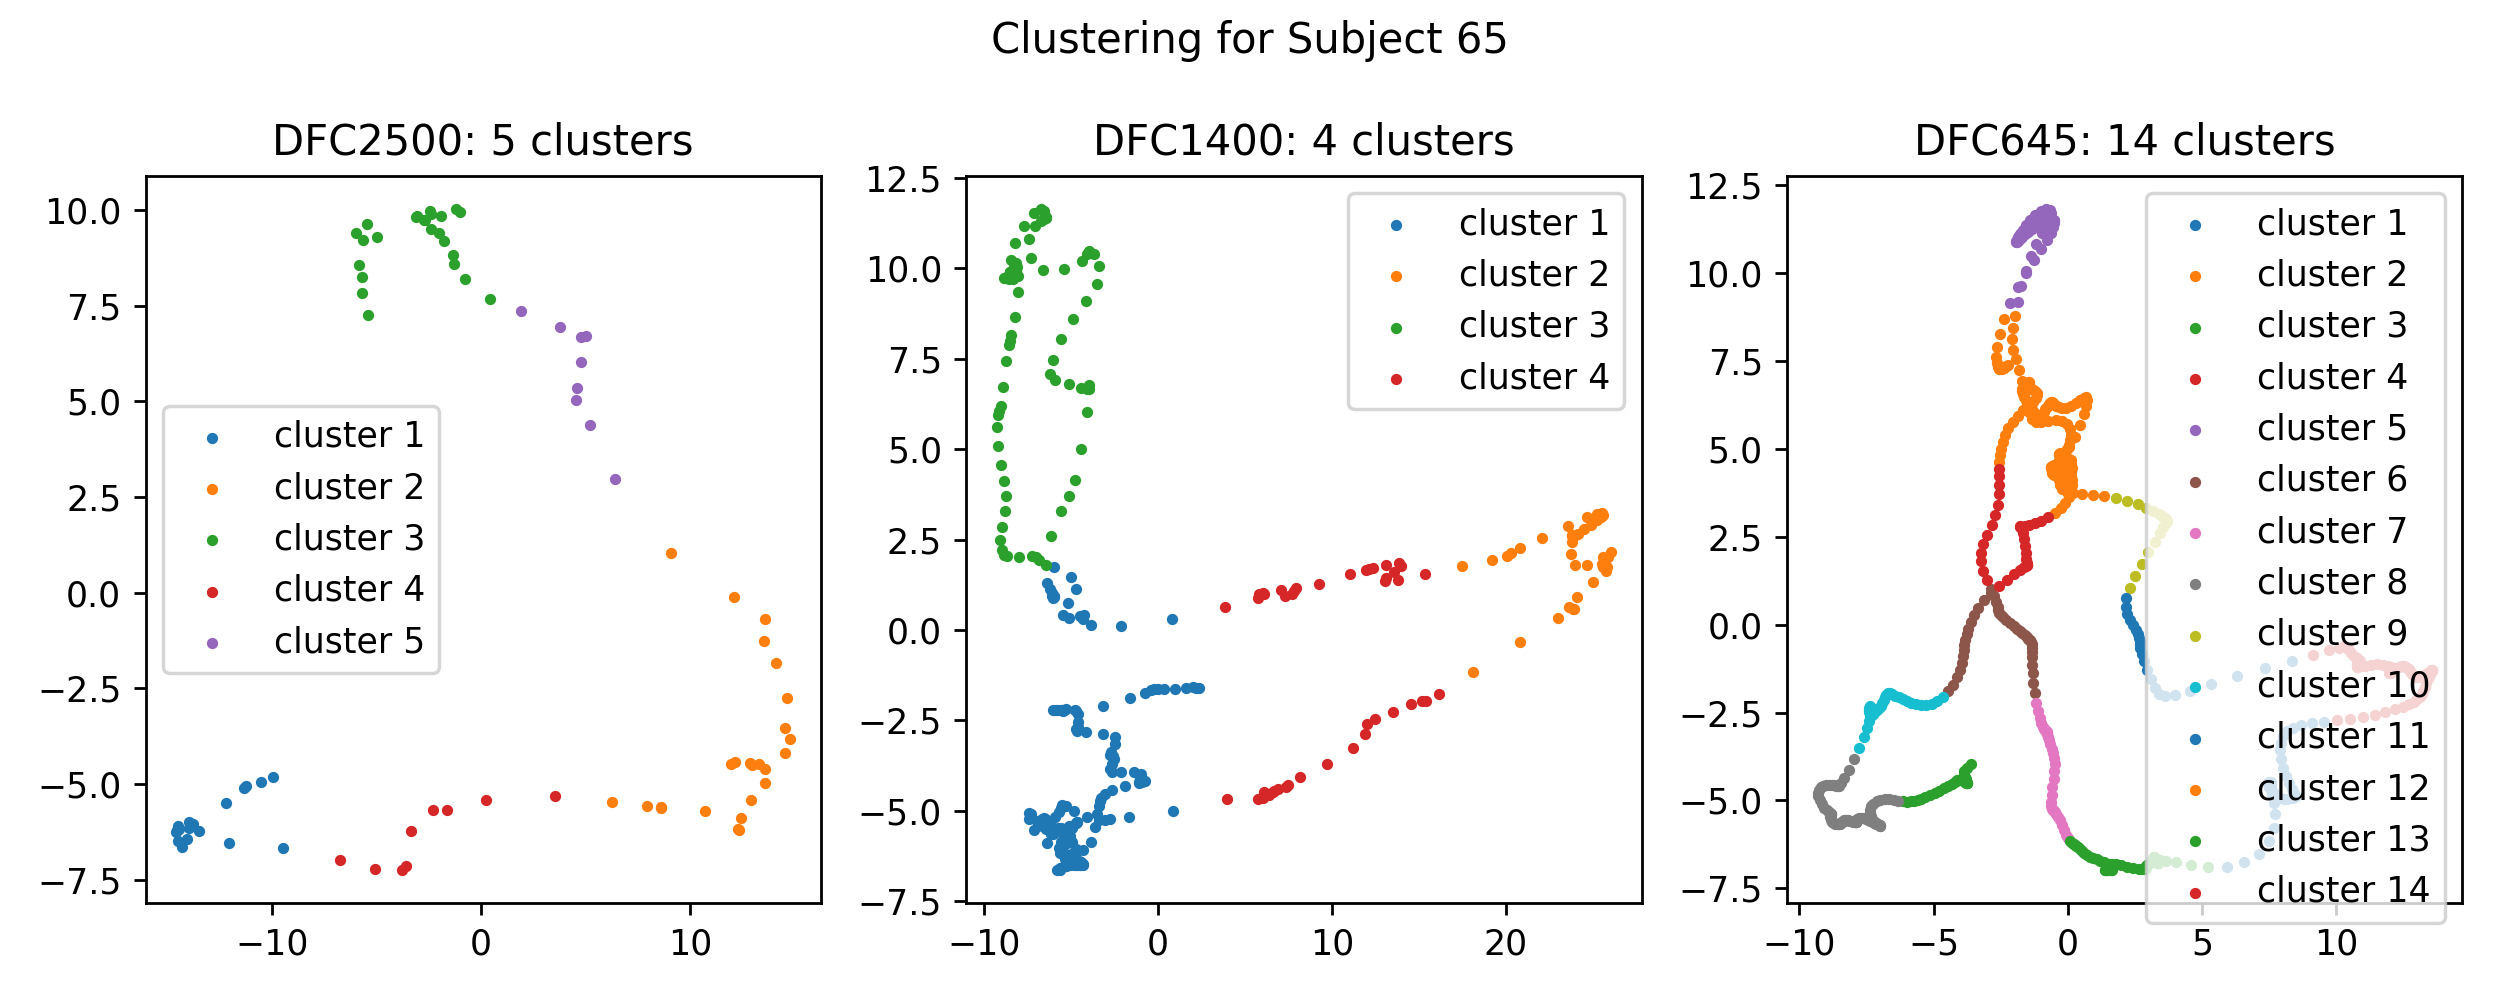 Clustering for Subject 65
DFC2500: 5 clusters
10.0
7.5
5.0
2.5
0.0
−2.5
−5.0
−7.5
−10
0
10
cluster 1
cluster 2
cluster 3
cluster 4
cluster 5
DFC1400: 4 clusters
12.5
10.0
7.5
5.0
2.5
0.0
−2.5
−5.0
−7.5
−10
0
10
20
cluster 1
cluster 2
cluster 3
cluster 4
DFC645: 14 clusters
12.5
10.0
7.5
5.0
2.5
0.0
−2.5
−5.0
−7.5
−10
−5
0
5
10
cluster 1
cluster 2
cluster 3
cluster 4
cluster 5
cluster 6
cluster 7
cluster 8
cluster 9
cluster 10
cluster 11
cluster 12
cluster 13
cluster 14